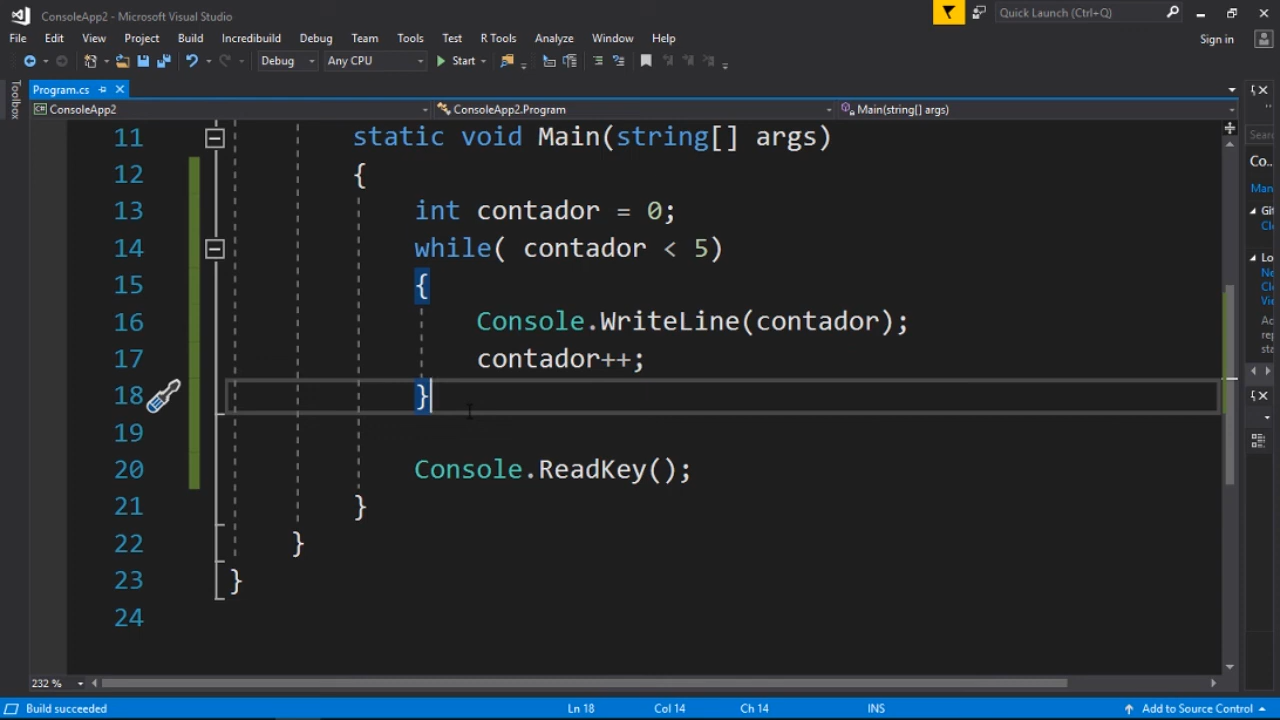 ConsoleApp2 - Microsoft Visual Studio
Quick Launch (Ctrl+Q)
File Edit View Project Build Incredibuild Debug Team Tools Test R Tools Analyze Window Help
Sign in
Debug Any CPU Start
Toolbox
Program.cs
ConsoleApp2 ConsoleApp2.Program Main(string[] args)
11 static void Main(string[] args)
12 {
13 int contador = 0;
14 while( contador < 5)
15 {
16 Console.WriteLine(contador);
17 contador++;
18 }
19
20 Console.ReadKey();
21 }
22 }
23 }
24
Co...
232 %
Build succeeded Ln 18 Col 14 Ch 14 INS Add to Source Control